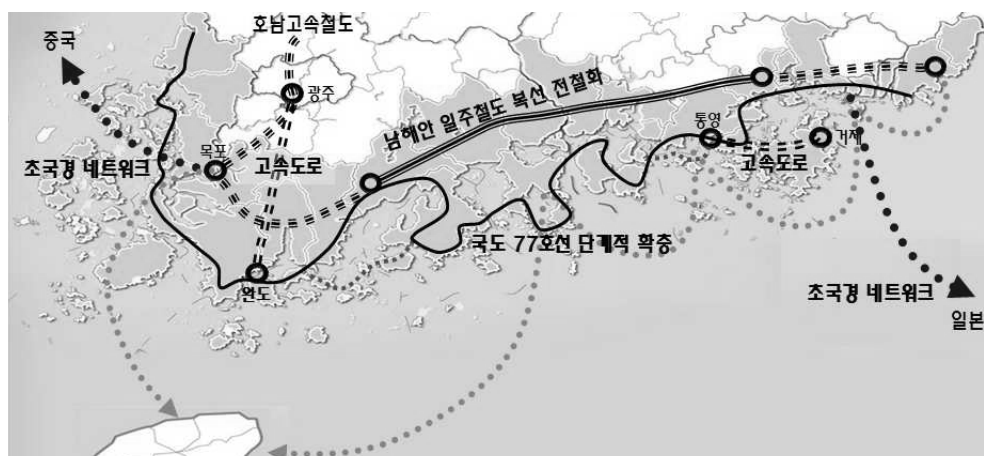 호남고속철도
중국
광주
남해안 일주철도 복선 전철화
통영
거제
목포
고속도로
고속도로
초국경 네트워크
국도 77호선 단계적 확충
완도
초국경 네트워크
일본